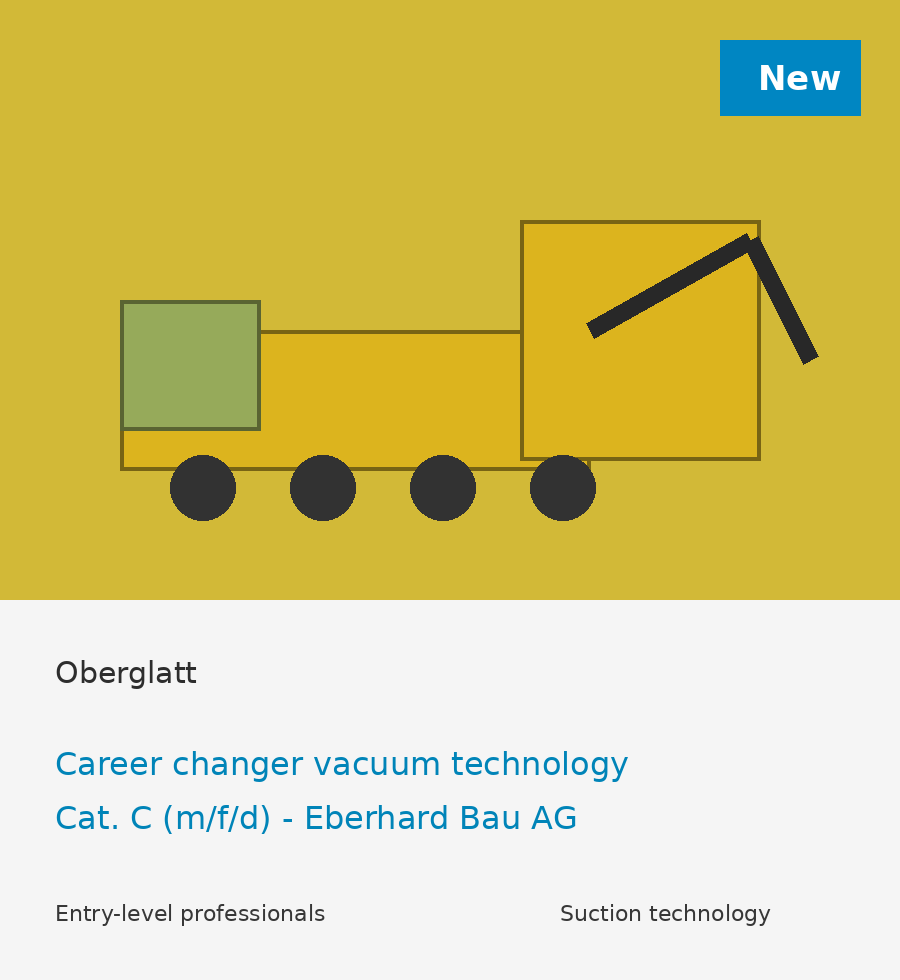 New
Oberglatt
Career changer vacuum technology
Cat. C (m/f/d) - Eberhard Bau AG
Entry-level professionals
Suction technology